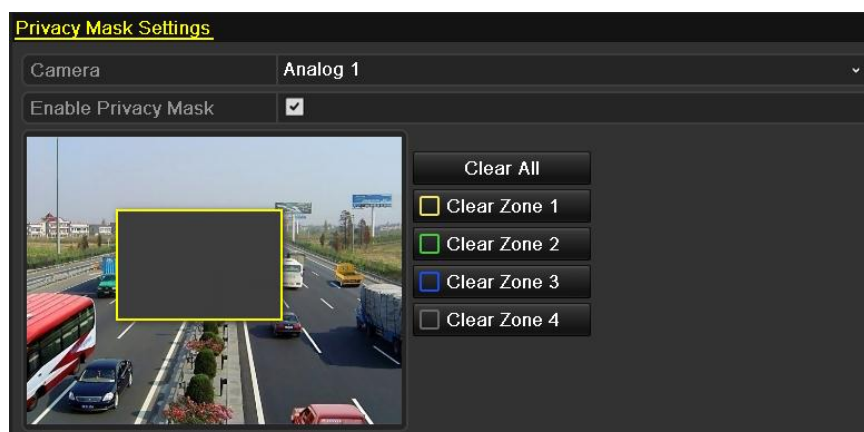 Privacy Mask Settings
Camera Analog 1
Enable Privacy Mask
Clear All
Clear Zone 1
Clear Zone 2
Clear Zone 3
Clear Zone 4